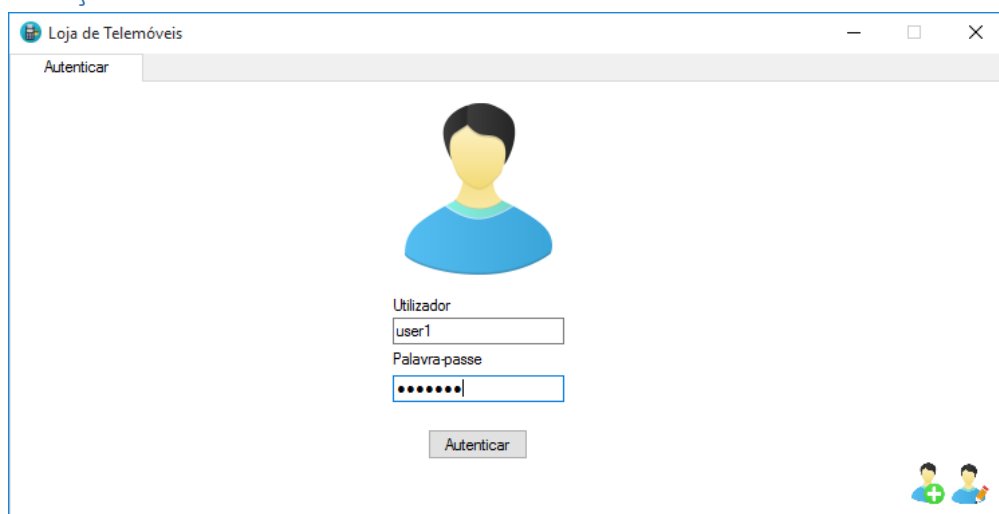 Loja de Telemóveis
Autenticar
Utilizador
user1
Palavra-passe
•••••••
Autenticar